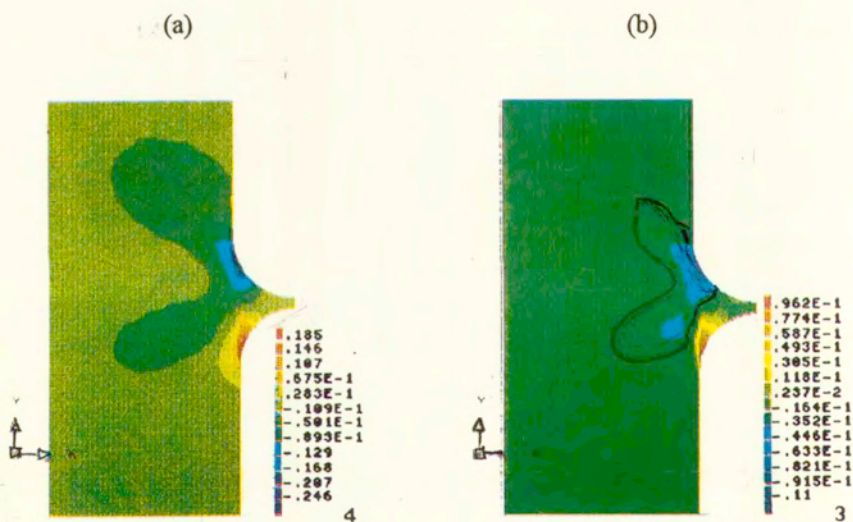 (a)
(b)
.185
.146
.107
.675E-1
.283E-1
-.109E-1
-.501E-1
-.893E-1
-.129
-.168
-.207
-.246
Y
X
4
.962E-1
.774E-1
.587E-1
.493E-1
.305E-1
.118E-1
.237E-2
-.164E-1
-.352E-1
-.446E-1
-.633E-1
-.821E-1
-.915E-1
-.11
Y
3